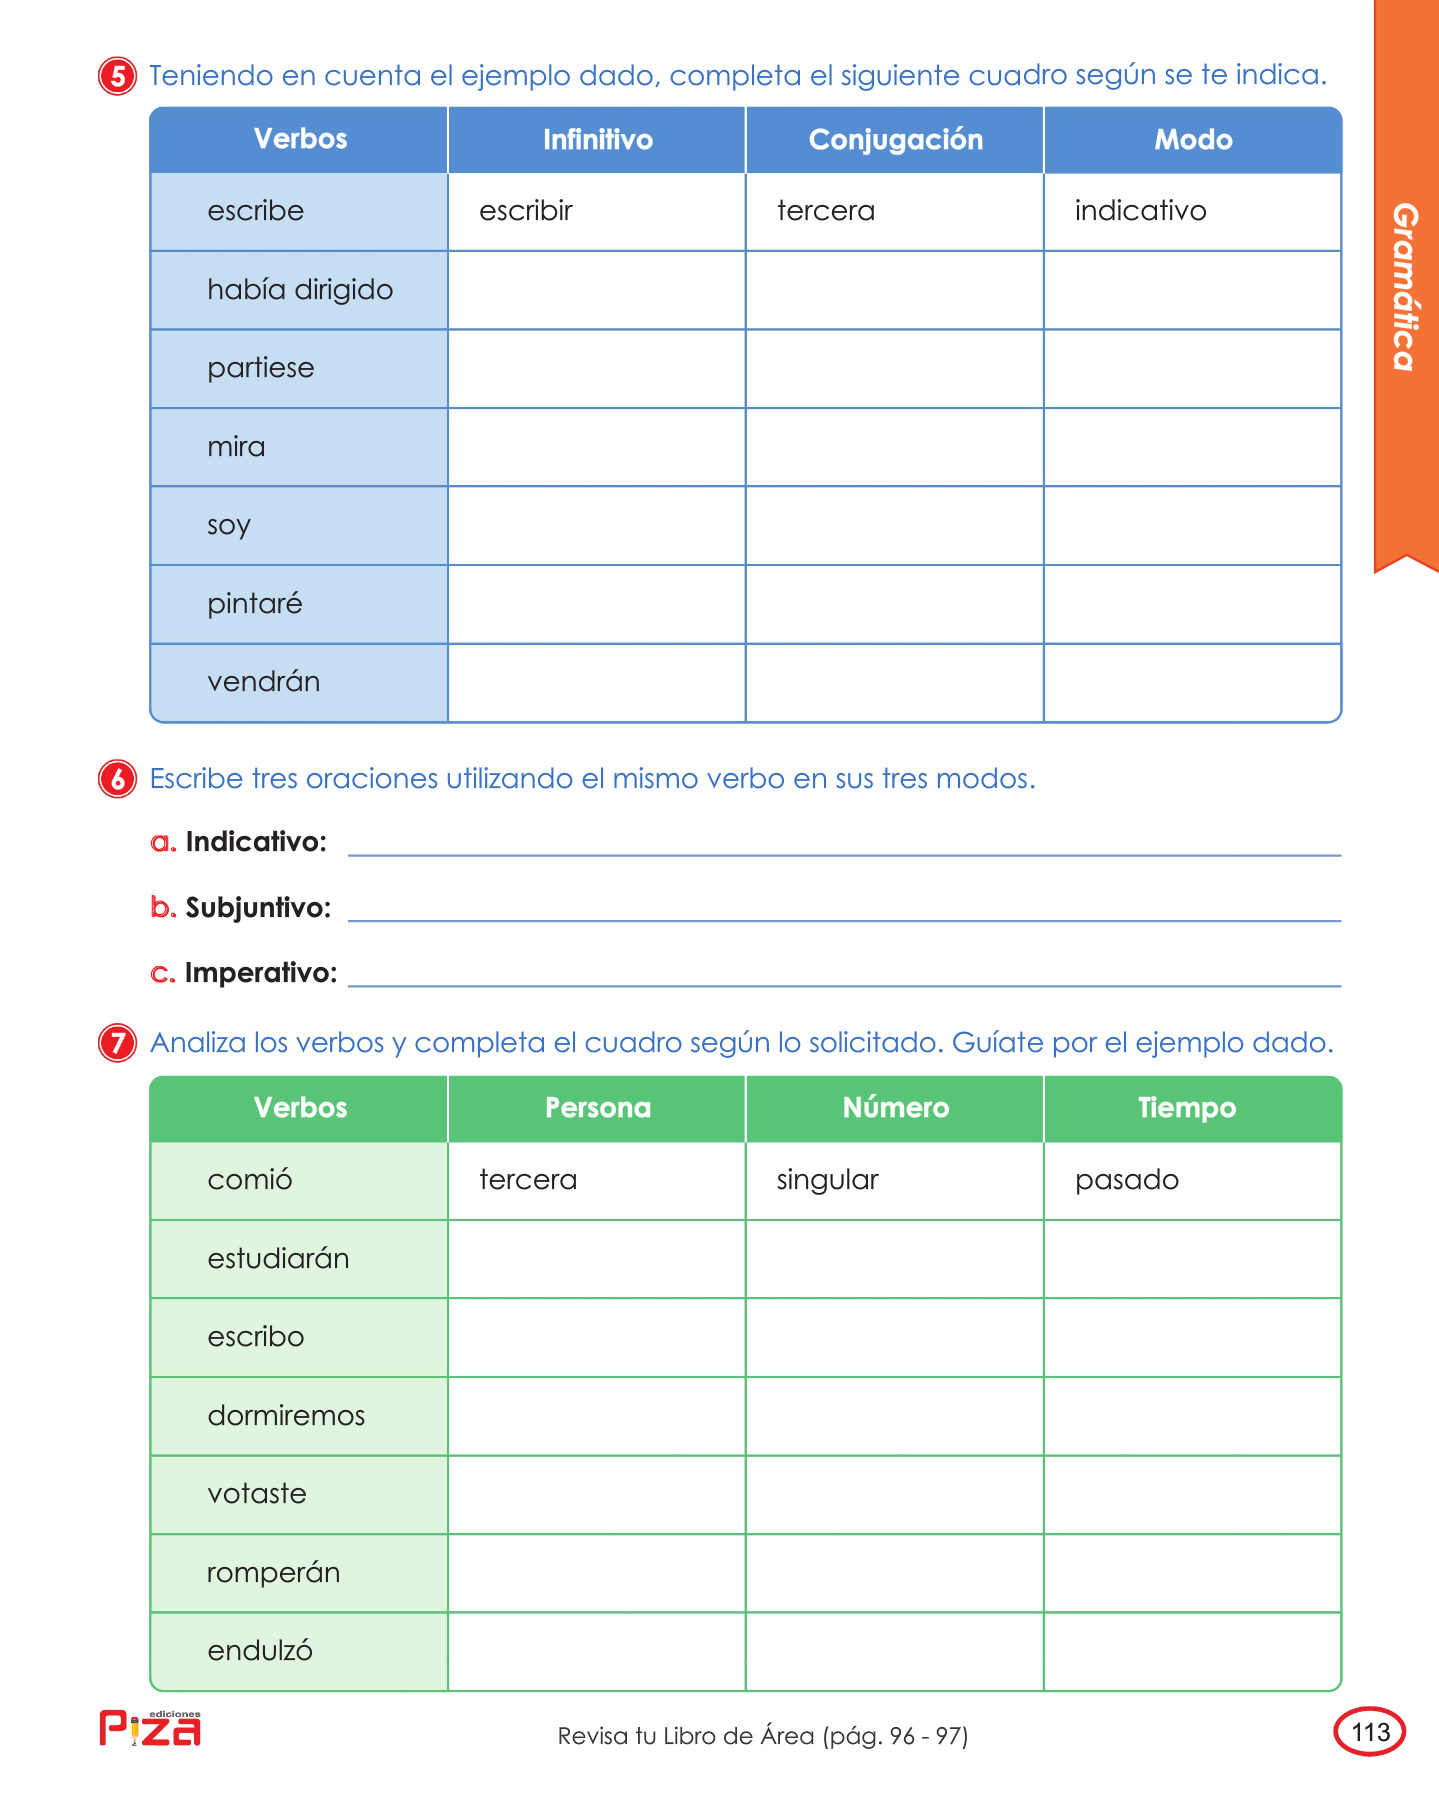 5 Teniendo en cuenta el ejemplo dado, completa el siguiente cuadro según se te indica.
Verbos Infinitivo Conjugación Modo
escribe escribir tercera indicativo
había dirigido
partiese
mira
soy
pintaré
vendrán
Gramática
6 Escribe tres oraciones utilizando el mismo verbo en sus tres modos.
a. Indicativo:
b. Subjuntivo:
c. Imperativo:
7 Analiza los verbos y completa el cuadro según lo solicitado. Guíate por el ejemplo dado.
Verbos Persona Número Tiempo
comió tercera singular pasado
estudiarán
escribo
dormiremos
votaste
romperán
endulzó
ediciones
Piza
Revisa tu Libro de Área (pág. 96 - 97)
113